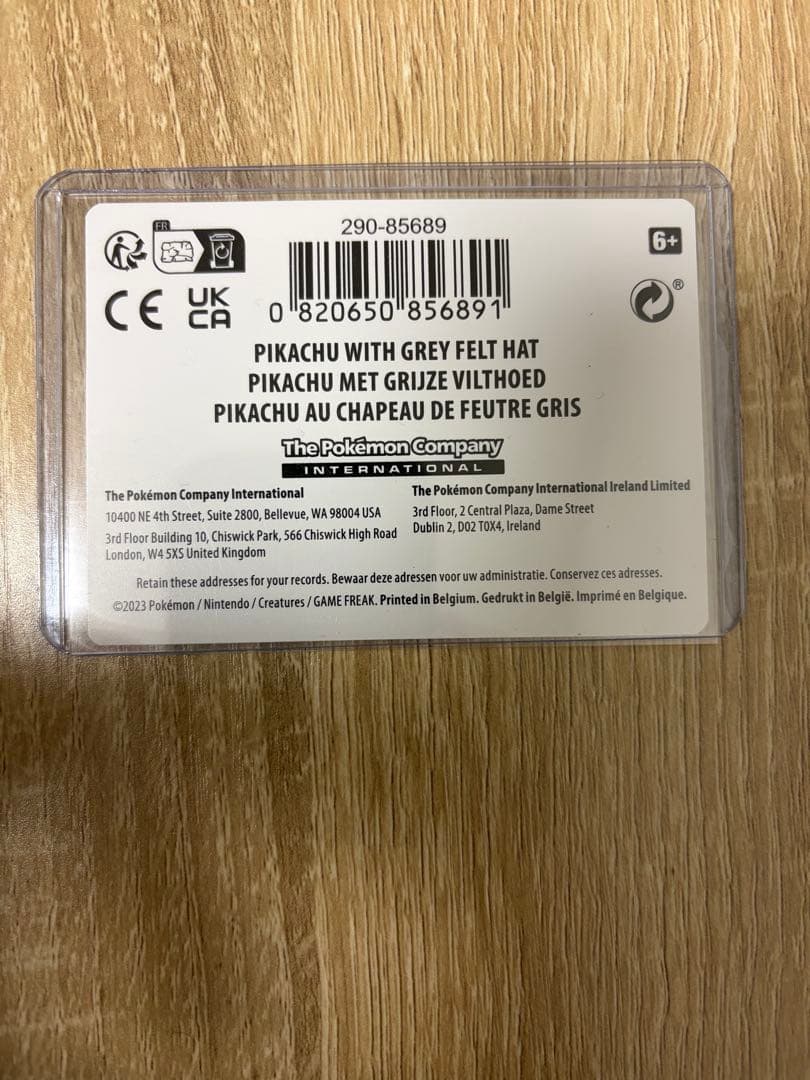 FR
290-85689
6+
CE
UK
CA
®
0 820650 856891
PIKACHU WITH GREY FELT HAT
PIKACHU MET GRIJZE VILTHOED
PIKACHU AU CHAPEAU DE FEUTRE GRIS
The Pokémon Company
INTERNATIONAL
The Pokémon Company International
10400 NE 4th Street, Suite 2800, Bellevue, WA 98004 USA
3rd Floor Building 10, Chiswick Park, 566 Chiswick High Road
London, W4 5XS United Kingdom
The Pokémon Company International Ireland Limited
3rd Floor, 2 Central Plaza, Dame Street
Dublin 2, D02 T0X4, Ireland
Retain these addresses for your records. Bewaar deze adressen voor uw administratie. Conservez ces adresses.
©2023 Pokémon / Nintendo / Creatures / GAME FREAK. Printed in Belgium. Gedrukt in België. Imprimé en Belgique.